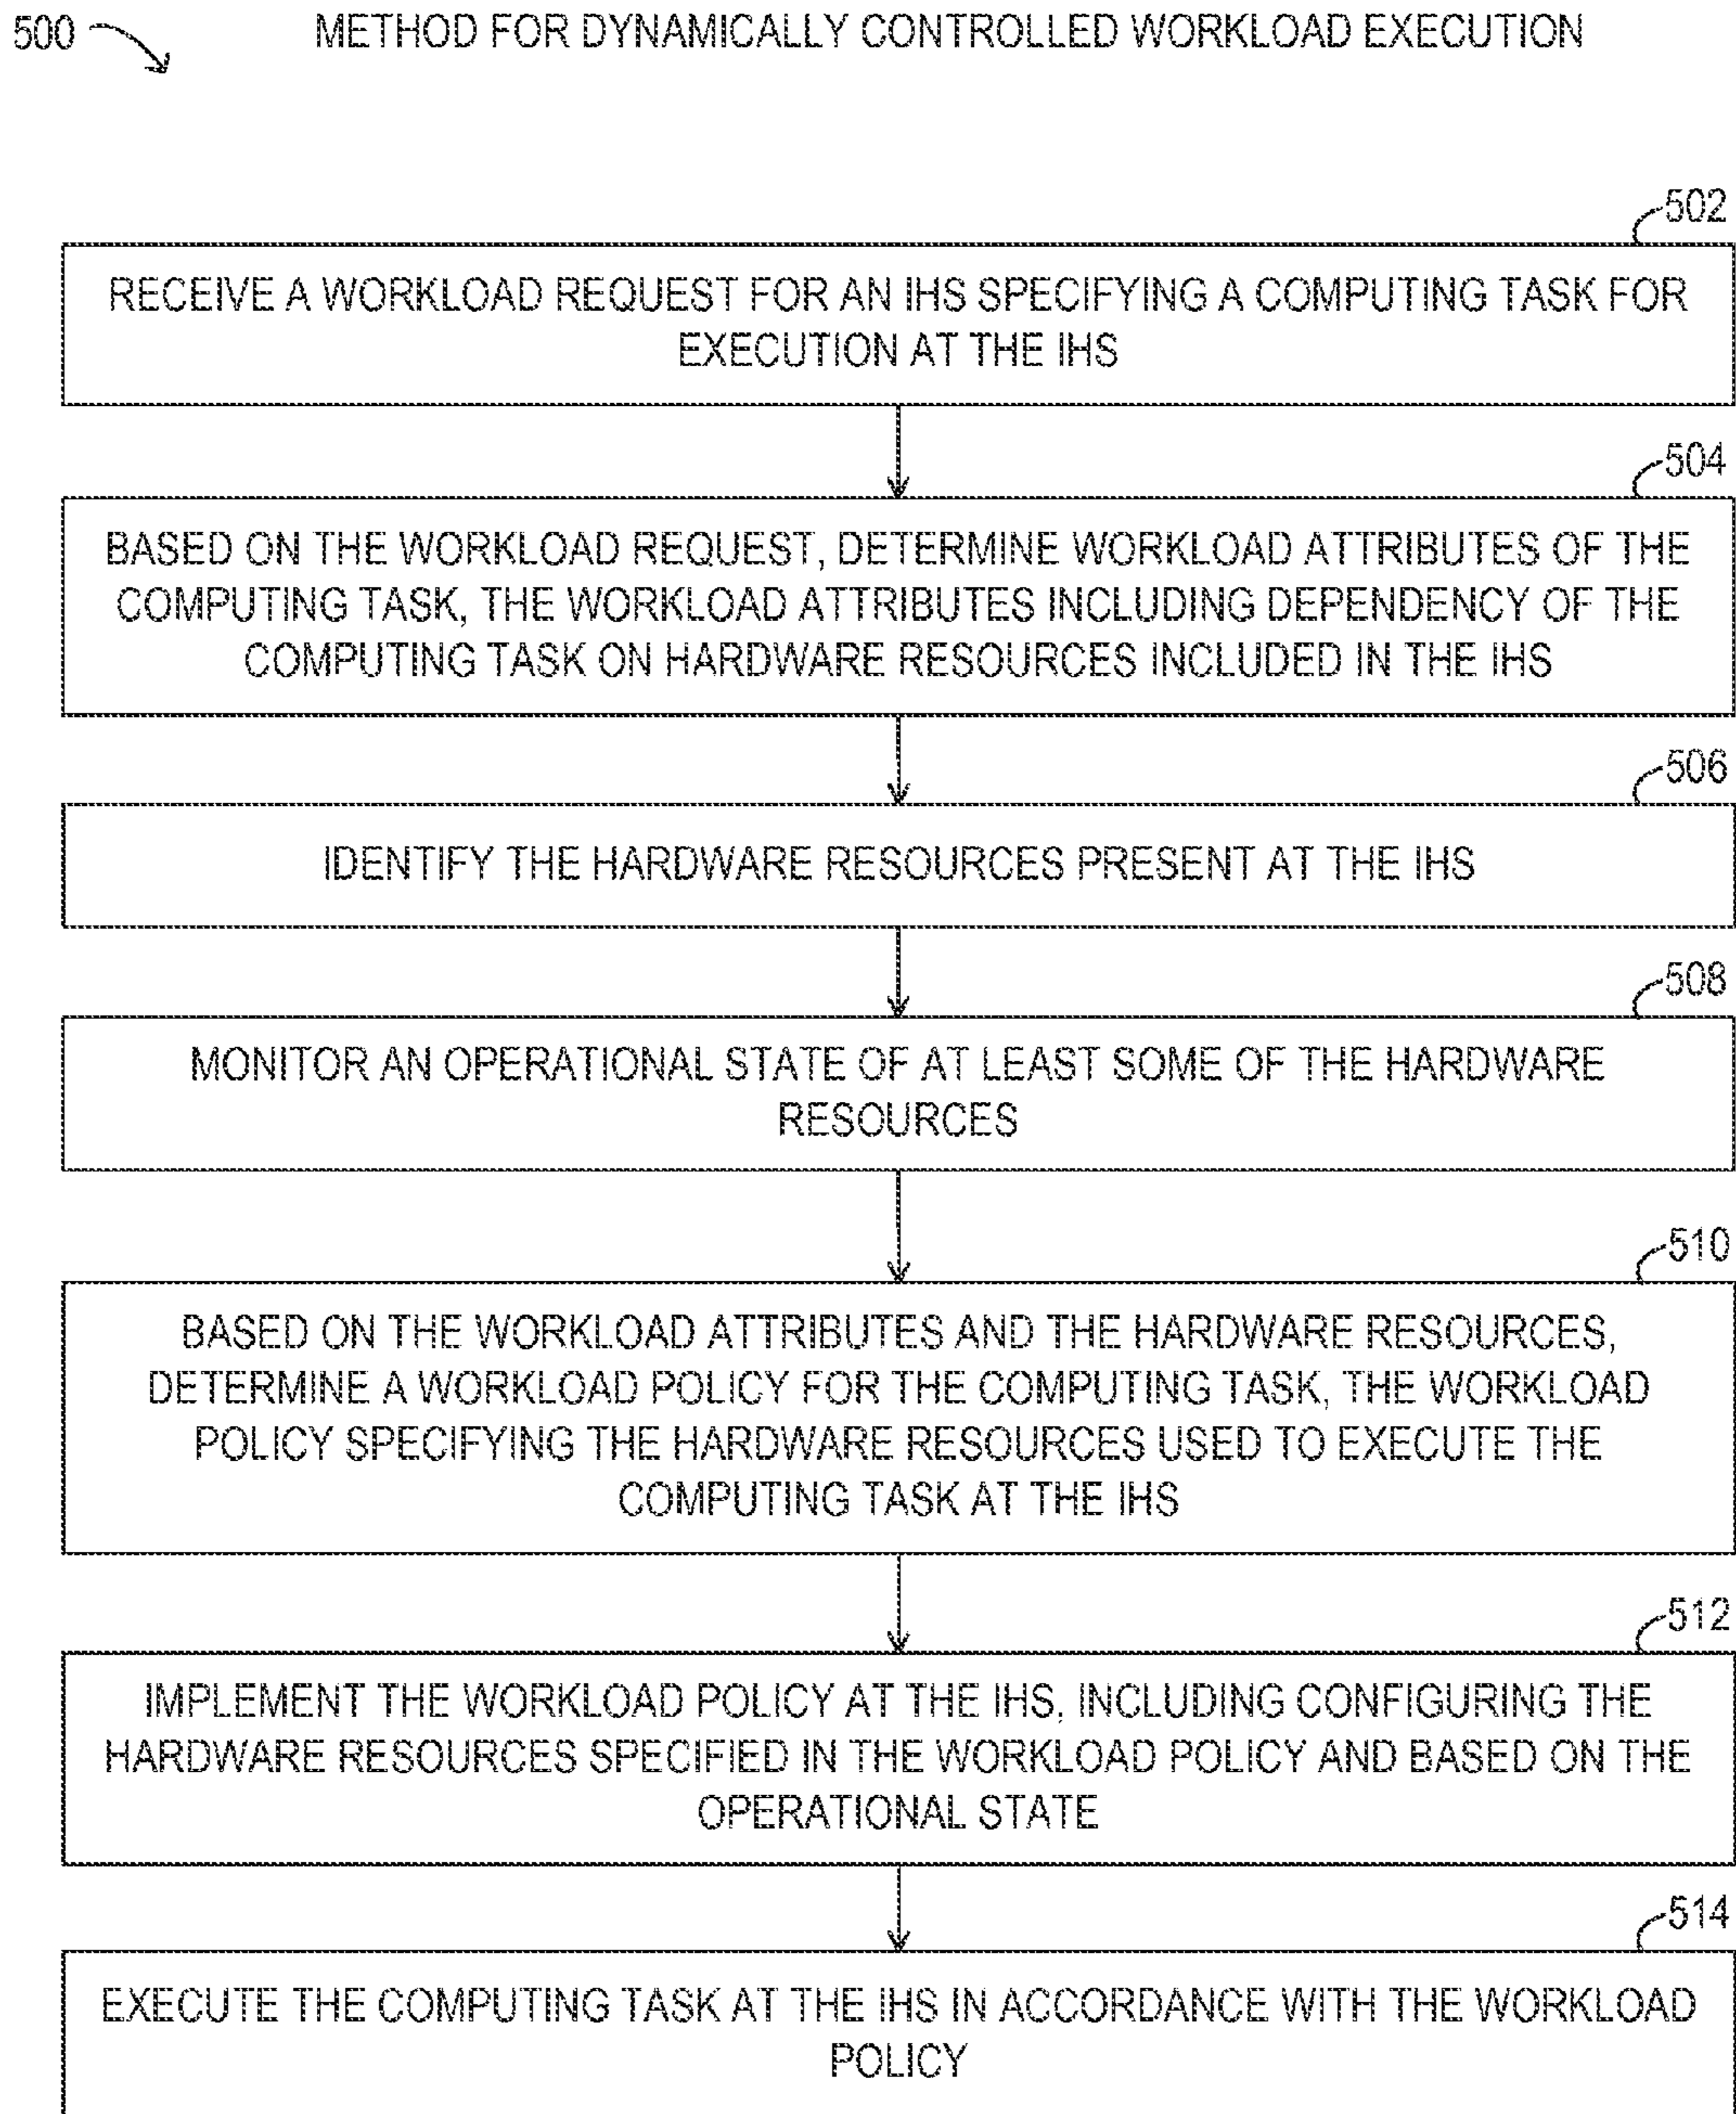 500
METHOD FOR DYNAMICALLY CONTROLLED WORKLOAD EXECUTION
502
RECEIVE A WORKLOAD REQUEST FOR AN IHS SPECIFYING A COMPUTING TASK FOR
EXECUTION AT THE IHS
504
BASED ON THE WORKLOAD REQUEST, DETERMINE WORKLOAD ATTRIBUTES OF THE
COMPUTING TASK, THE WORKLOAD ATTRIBUTES INCLUDING DEPENDENCY OF THE
COMPUTING TASK ON HARDWARE RESOURCES INCLUDED IN THE IHS
506
IDENTIFY THE HARDWARE RESOURCES PRESENT AT THE IHS
508
MONITOR AN OPERATIONAL STATE OF AT LEAST SOME OF THE HARDWARE
RESOURCES
510
BASED ON THE WORKLOAD ATTRIBUTES AND THE HARDWARE RESOURCES,
DETERMINE A WORKLOAD POLICY FOR THE COMPUTING TASK, THE WORKLOAD
POLICY SPECIFYING THE HARDWARE RESOURCES USED TO EXECUTE THE
COMPUTING TASK AT THE IHS
512
IMPLEMENT THE WORKLOAD POLICY AT THE IHS, INCLUDING CONFIGURING THE
HARDWARE RESOURCES SPECIFIED IN THE WORKLOAD POLICY AND BASED ON THE
OPERATIONAL STATE
514
EXECUTE THE COMPUTING TASK AT THE IHS IN ACCORDANCE WITH THE WORKLOAD
POLICY